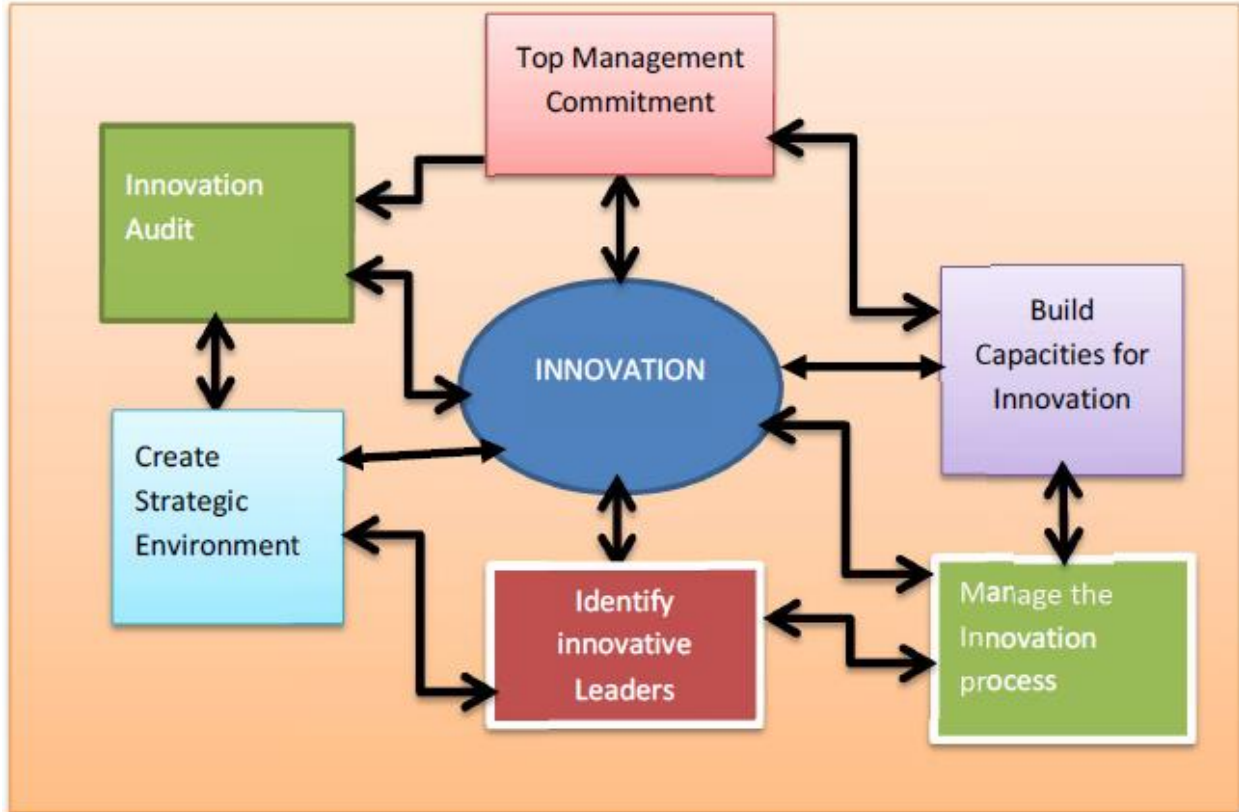 Top Management
Commitment
Innovation
Audit
INNOVATION
Build
Capacities for
Innovation
Create
Strategic
Environment
Identify
innovative
Leaders
Manage the
Innovation
process